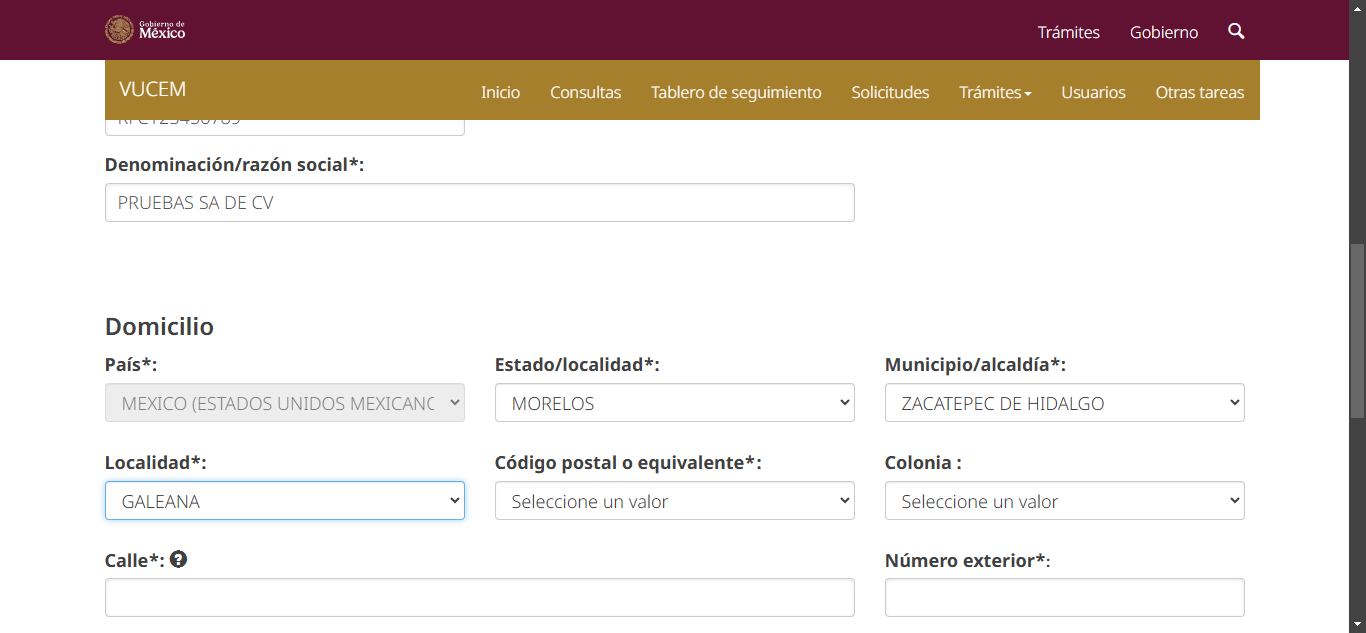 Gobierno de
México
Trámites Gobierno
VUCEM
Inicio Consultas Tablero de seguimiento Solicitudes Trámites Usuarios Otras tareas
Denominación/razón social*:
PRUEBAS SA DE CV
Domicilio
País*: Estado/localidad*: Municipio/alcaldía*:
MEXICO (ESTADOS UNIDOS MEXICANO MORELOS ZACATEPEC DE HIDALGO
Localidad*: Código postal o equivalente*: Colonia :
GALEANA Seleccione un valor Seleccione un valor
Calle*: ? Número exterior*: